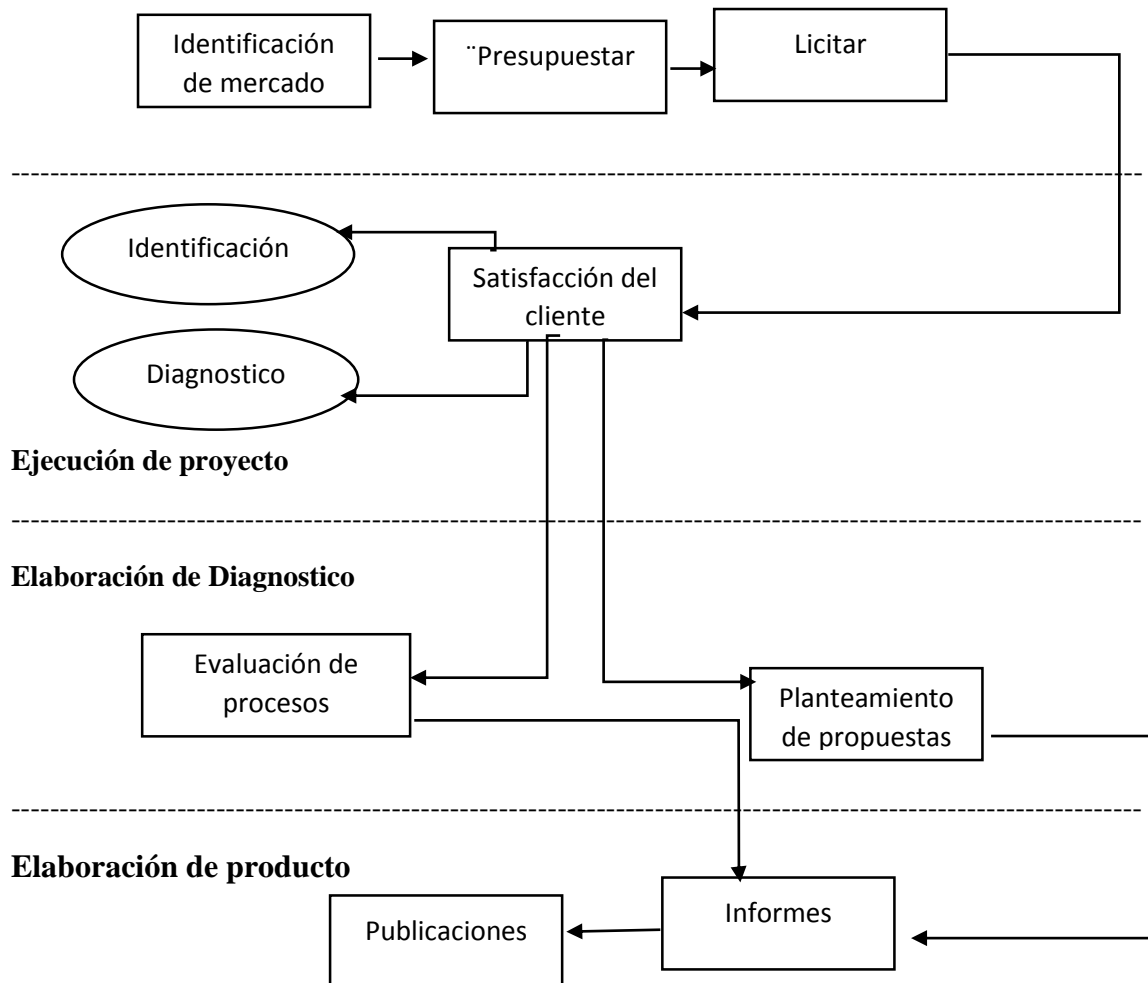 Identificación
de mercado
¨Presupuestar
Licitar
Identificación
Satisfacción del
cliente
Diagnostico
Ejecución de proyecto
Elaboración de Diagnostico
Evaluación de
procesos
Planteamiento
de propuestas
Elaboración de producto
Informes
Publicaciones